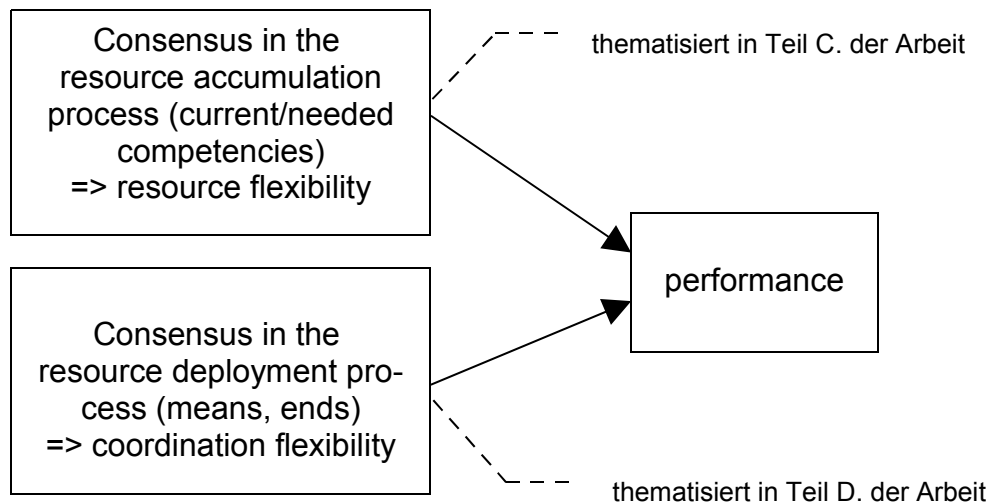 Consensus in the
resource accumulation
process (current/needed
competencies)
=> resource flexibility
thematisiert in Teil C. der Arbeit
performance
Consensus in the
resource deployment pro-
cess (means, ends)
=> coordination flexibility
thematisiert in Teil D. der Arbeit